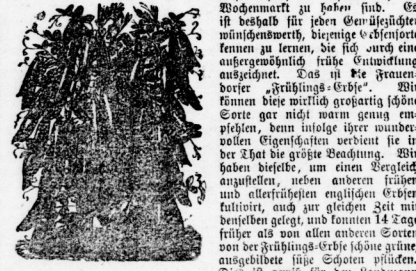 Wochenmarkt zu haben sind. Es
ist deshalb für jeden Gemüsezüchter
wünschenswerth, diejenige Erbsensorte
kennen zu lernen, die sich durch eine
außergewöhnlich frühe Entwicklung
auszeichnet. Das ist die Frauen-
dorfer „Frühlings-Erbse“. Wir
können diese wirklich großartig schöne
Sorte gar nicht warm genug em-
pfehlen, denn infolge ihrer wunder-
vollen Eigenschaften verdient sie in
der That die größte Beachtung. Wir
haben dieselbe, um einen Vergleich
anzustellen, neben anderen frühen
und allerfrühesten englischen Erbsen
kultivirt, auch zur gleichen Zeit mit
denselben gelegt, und konnten 14 Tage
früher als von allen anderen Sorten
von der Frühlings-Erbse schöne grüne,
ausgebildete süße Schoten pflücken.